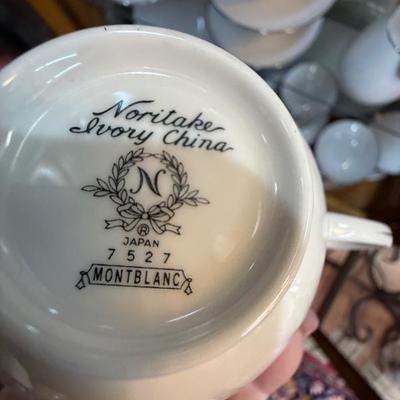 Noritake
Ivory China
N
®
JAPAN
7527
MONTBLANC